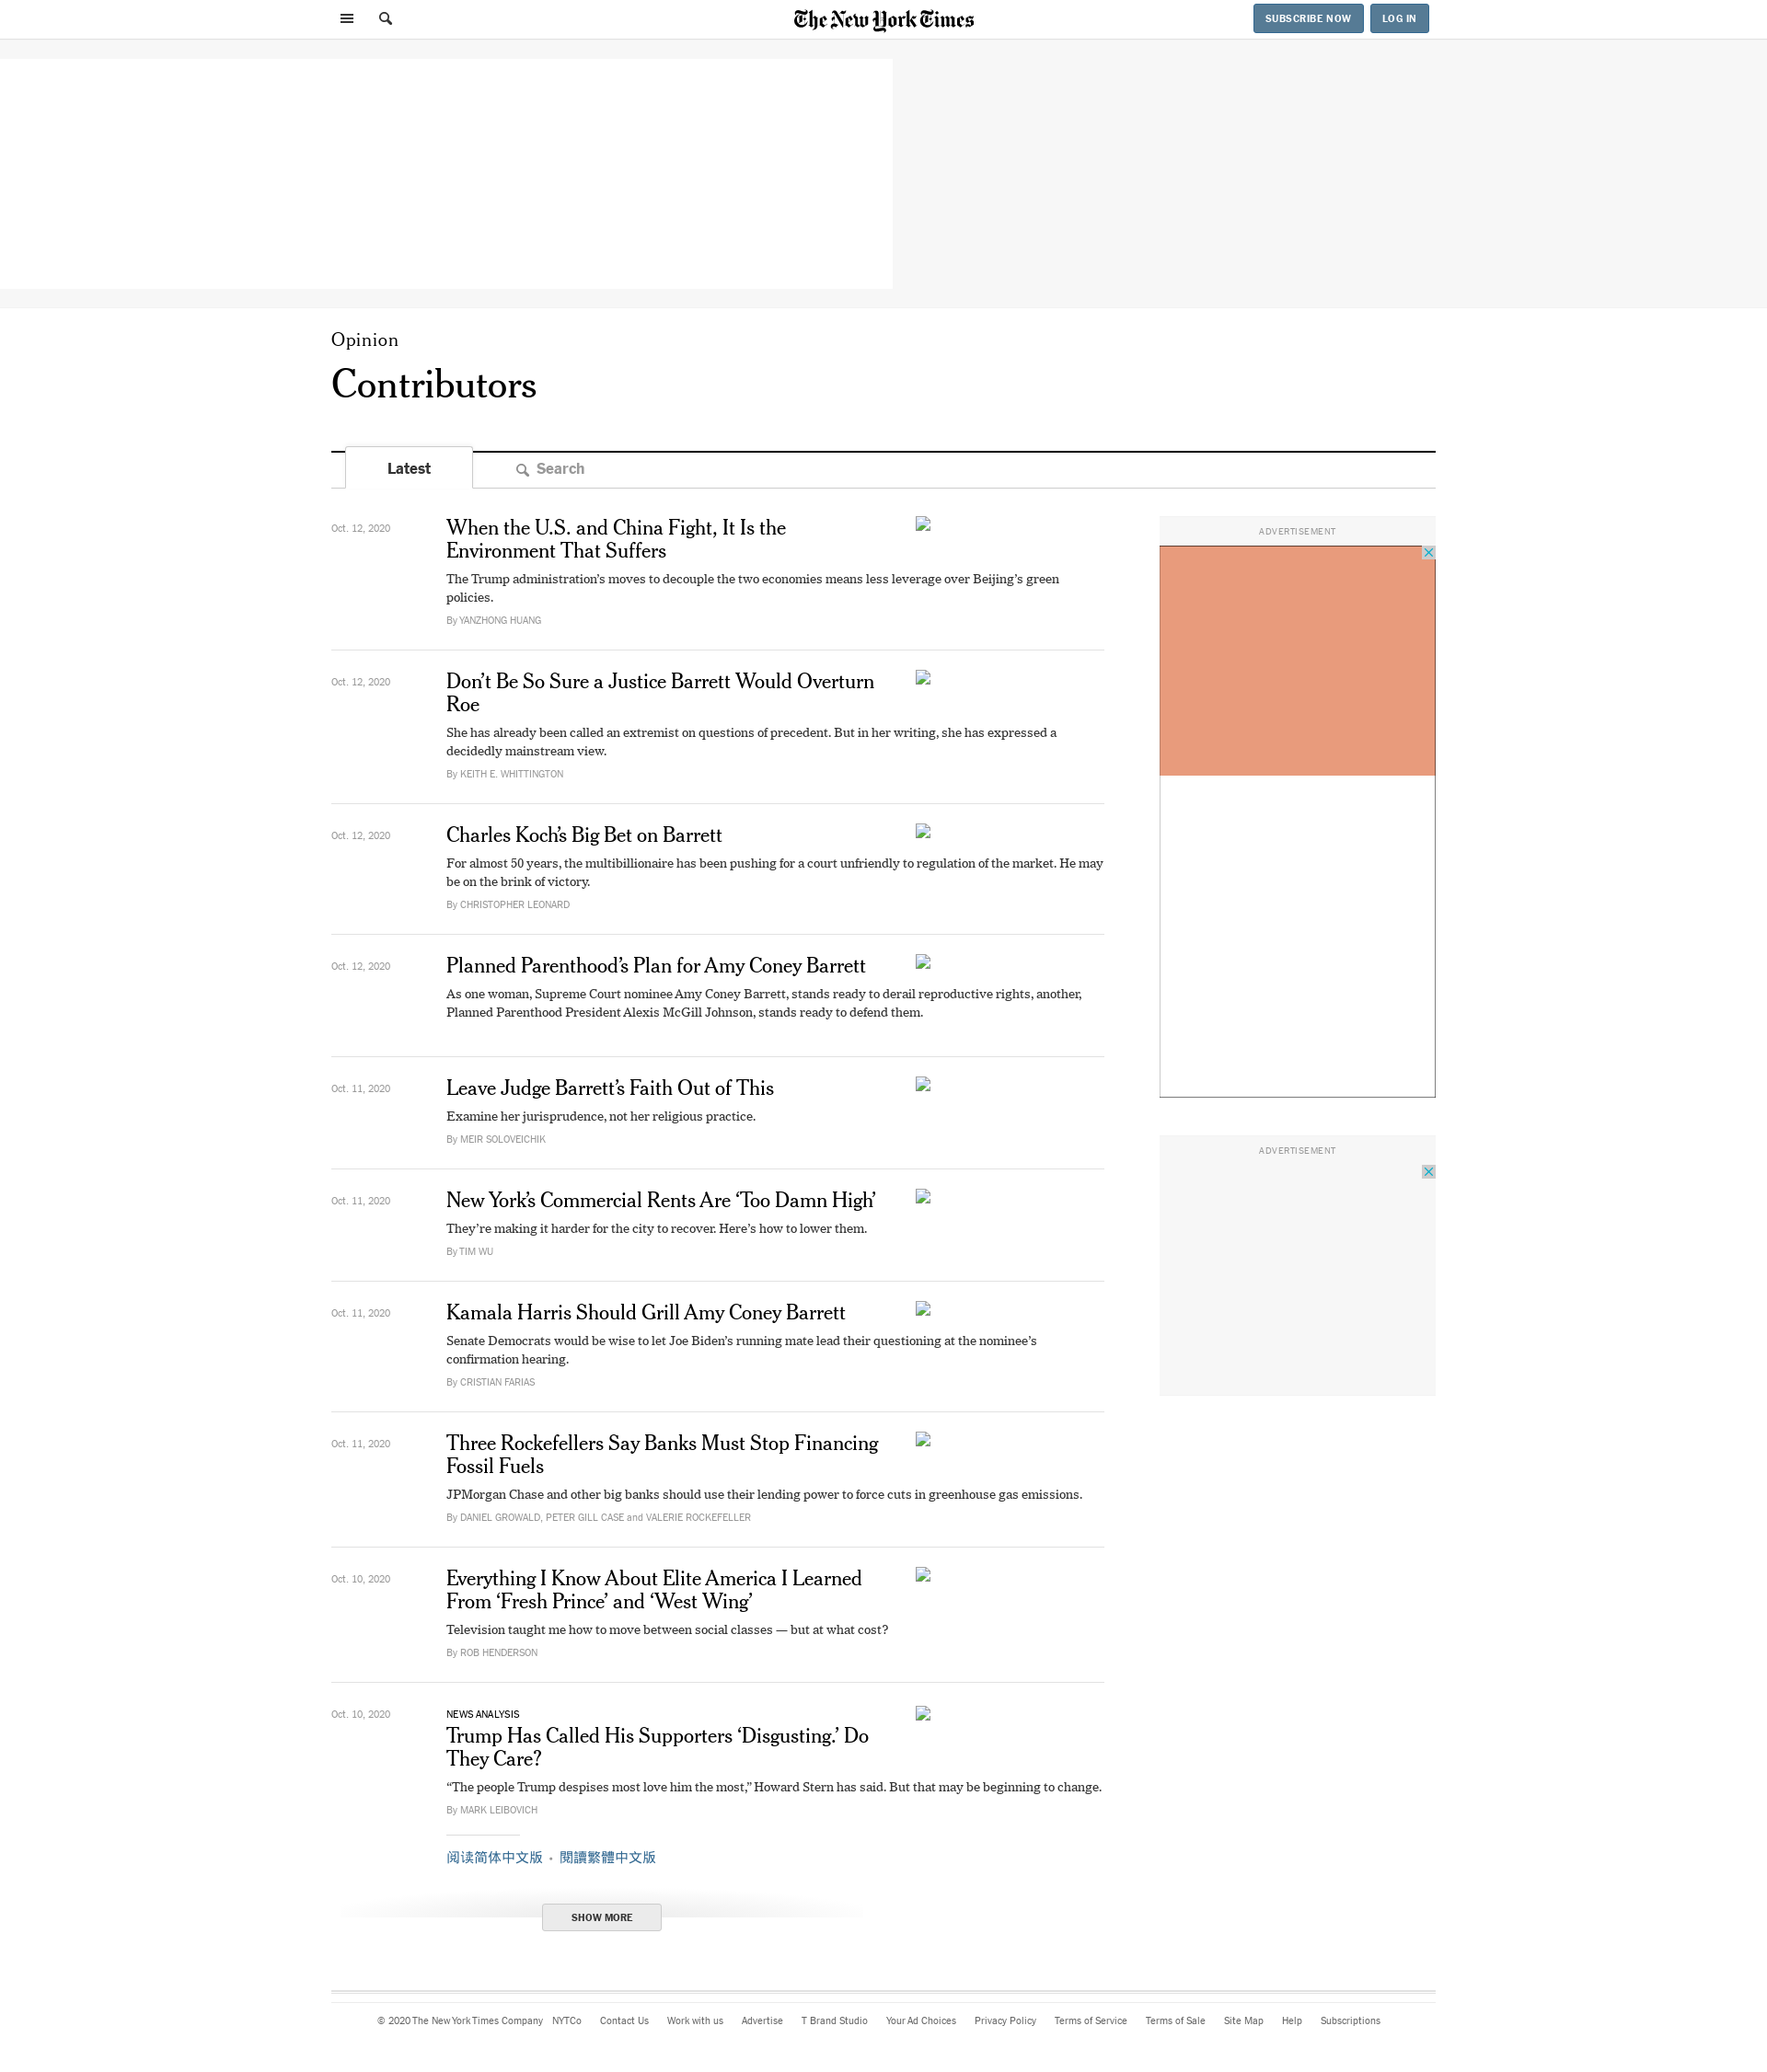 The New York Times
SUBSCRIBE NOW
LOG IN
Opinion
Contributors
Latest
Search
Oct. 12, 2020
When the U.S. and China Fight, It Is the
Environment That Suffers
The Trump administration’s moves to decouple the two economies means less leverage over Beijing’s green
policies.
By YANZHONG HUANG
Oct. 12, 2020
Don’t Be So Sure a Justice Barrett Would Overturn
Roe
She has already been called an extremist on questions of precedent. But in her writing, she has expressed a
decidedly mainstream view.
By KEITH E. WHITTINGTON
Oct. 12, 2020
Charles Koch’s Big Bet on Barrett
For almost 50 years, the multibillionaire has been pushing for a court unfriendly to regulation of the market. He may
be on the brink of victory.
By CHRISTOPHER LEONARD
Oct. 12, 2020
Planned Parenthood’s Plan for Amy Coney Barrett
As one woman, Supreme Court nominee Amy Coney Barrett, stands ready to derail reproductive rights, another,
Planned Parenthood President Alexis McGill Johnson, stands ready to defend them.
Oct. 11, 2020
Leave Judge Barrett’s Faith Out of This
Examine her jurisprudence, not her religious practice.
By MEIR SOLOVEICHIK
Oct. 11, 2020
New York’s Commercial Rents Are ‘Too Damn High’
They’re making it harder for the city to recover. Here’s how to lower them.
By TIM WU
Oct. 11, 2020
Kamala Harris Should Grill Amy Coney Barrett
Senate Democrats would be wise to let Joe Biden’s running mate lead their questioning at the nominee’s
confirmation hearing.
By CRISTIAN FARIAS
Oct. 11, 2020
Three Rockefellers Say Banks Must Stop Financing
Fossil Fuels
JPMorgan Chase and other big banks should use their lending power to force cuts in greenhouse gas emissions.
By DANIEL GROWALD, PETER GILL CASE and VALERIE ROCKEFELLER
Oct. 10, 2020
Everything I Know About Elite America I Learned
From ‘Fresh Prince’ and ‘West Wing’
Television taught me how to move between social classes — but at what cost?
By ROB HENDERSON
Oct. 10, 2020
NEWS ANALYSIS
Trump Has Called His Supporters ‘Disgusting.’ Do
They Care?
“The people Trump despises most love him the most,” Howard Stern has said. But that may be beginning to change.
By MARK LEIBOVICH
阅读简体中文版 • 閱讀繁體中文版
SHOW MORE
ADVERTISEMENT
ADVERTISEMENT
© 2020 The New York Times Company NYTCo Contact Us Work with us Advertise T Brand Studio Your Ad Choices Privacy Policy Terms of Service Terms of Sale Site Map Help Subscriptions